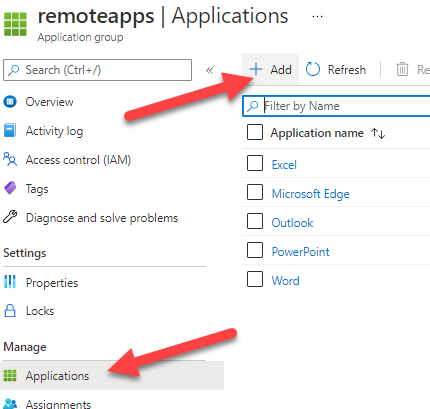 remoteapps | Applications ...
Application group
Search (Ctrl+/) «
Add Refresh Re
Overview
Activity log
Access control (IAM)
Tags
Diagnose and solve problems
Settings
Properties
Locks
Manage
Applications
Assignments
Filter by Name
Application name ↑↓
Excel
Microsoft Edge
Outlook
PowerPoint
Word